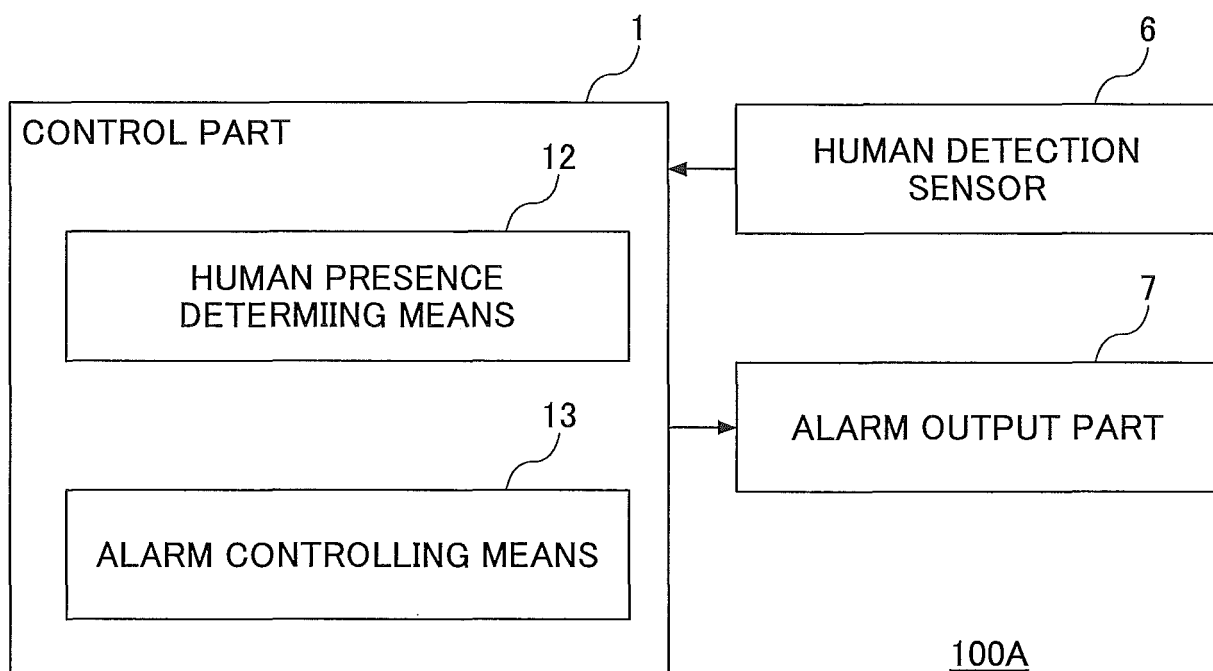 1
6
CONTROL PART
HUMAN DETECTION
SENSOR
12
HUMAN PRESENCE
DETERMIING MEANS
7
ALARM OUTPUT PART
13
ALARM CONTROLLING MEANS
100A